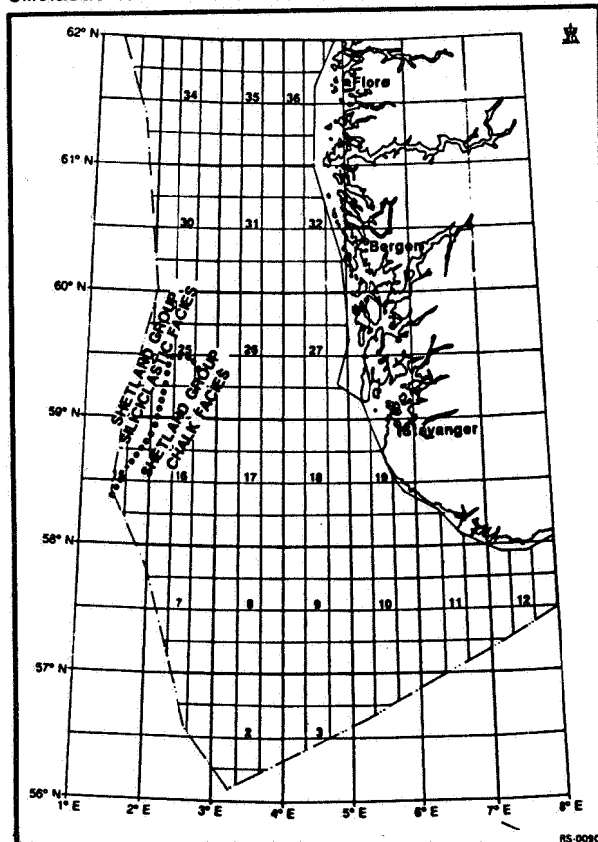 62° N
Florø
34 35 36
61° N
30 31 32
Bergen
60° N
SHETLAND GROUP
SILICICLASTIC FACIES
SHETLAND GROUP
CHALK FACIES
25 26 27
59° N
Stavanger
15 16 17 18 19
58° N
7 8 9 10 11 12
57° N
2 3
56° N
1° E 2° E 3° E 4° E 5° E 6° E 7° E 8° E
RS-0090